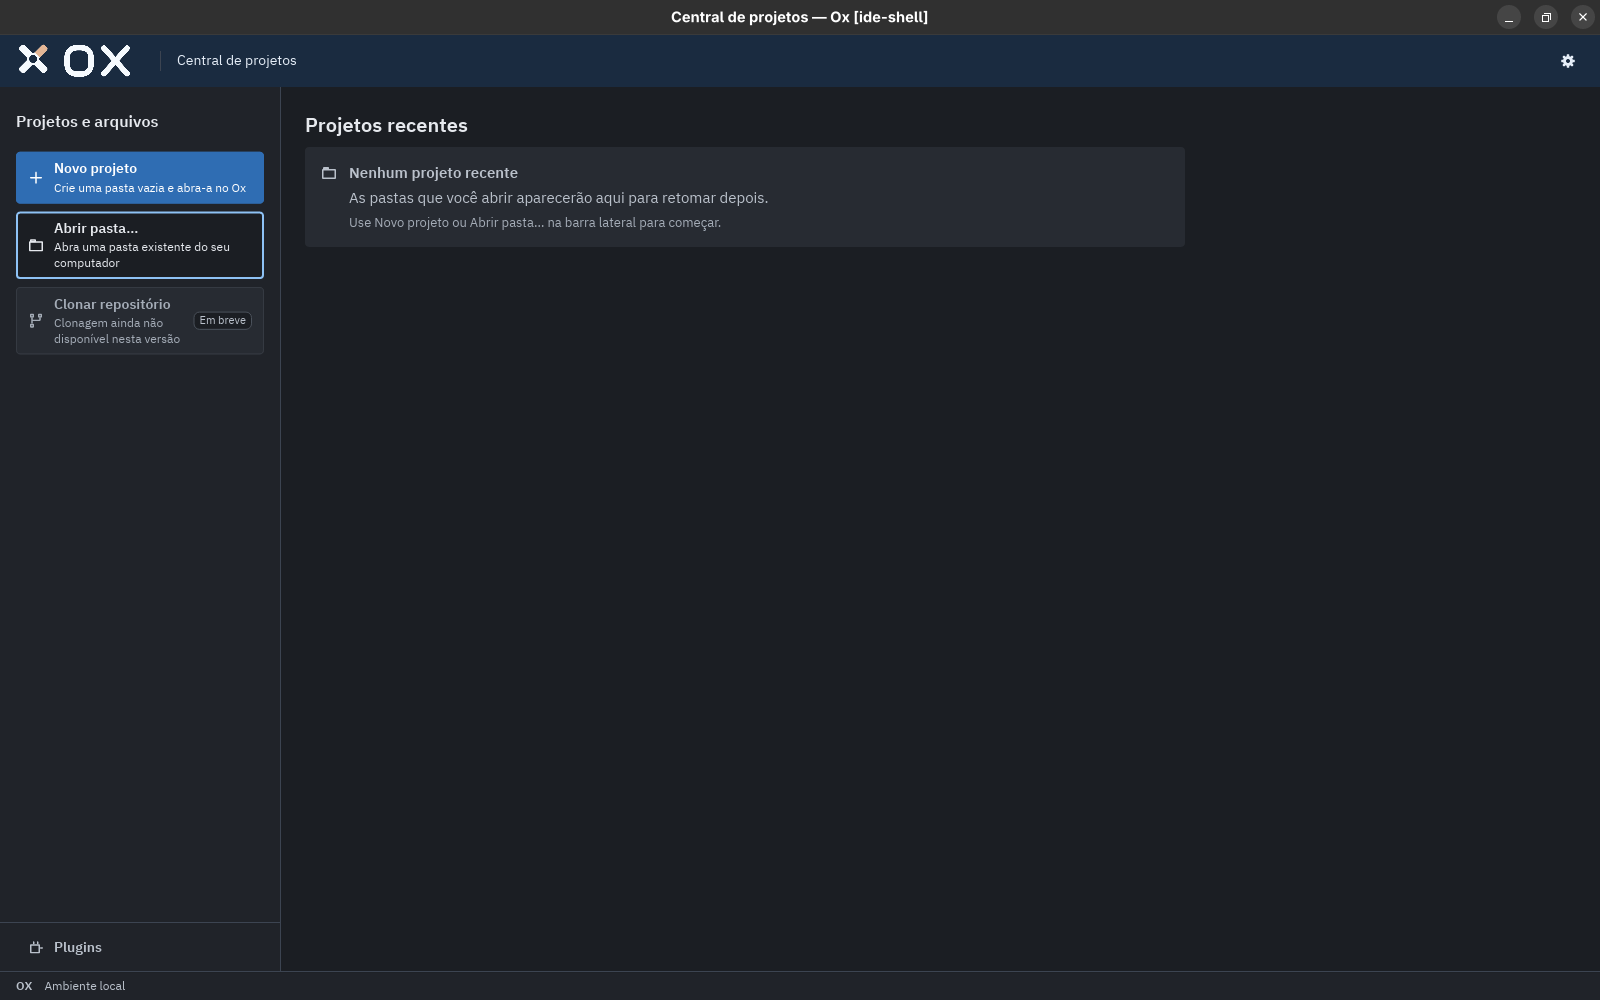 Central de projetos — Ox [ide-shell]
OX
Central de projetos
Projetos e arquivos
Novo projeto
Crie uma pasta vazia e abra-a no Ox
Abrir pasta...
Abra uma pasta existente do seu
computador
Clonar repositório
Clonagem ainda não
disponível nesta versão
Em breve
Plugins
Projetos recentes
Nenhum projeto recente
As pastas que você abrir aparecerão aqui para retomar depois.
Use Novo projeto ou Abrir pasta... na barra lateral para começar.
OX Ambiente local